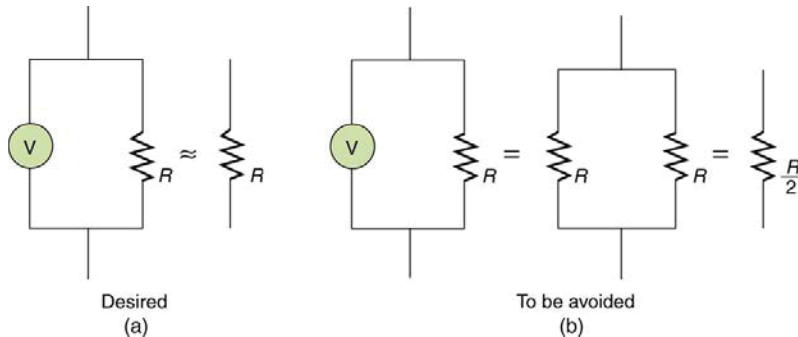 V R ≈ R V R = R R = R/2
Desired To be avoided
(a) (b)